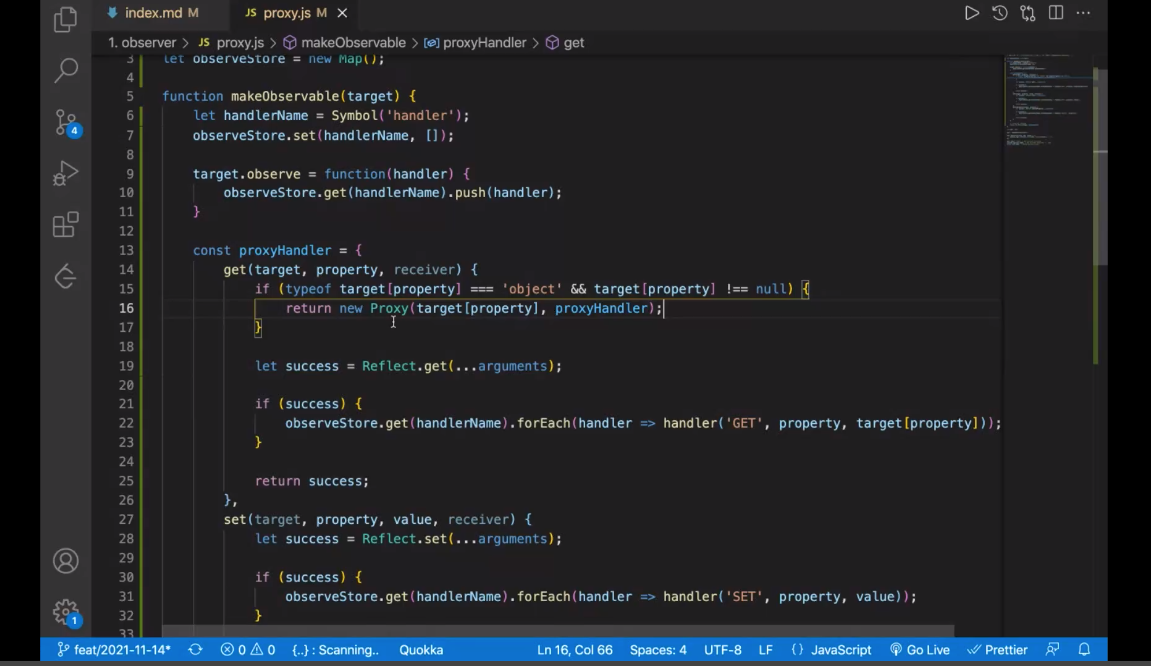 index.md M
JS proxy.js M
1. observer > JS proxy.js > makeObservable > proxyHandler > get
3 let observeStore = new Map();
4
5 function makeObservable(target) {
6 let handlerName = Symbol('handler');
7 observeStore.set(handlerName, []);
8
9 target.observe = function(handler) {
10 observeStore.get(handlerName).push(handler);
11 }
12
13 const proxyHandler = {
14 get(target, property, receiver) {
15 if (typeof target[property] === 'object' && target[property] !== null) {
16 return new Proxy(target[property], proxyHandler);
17 }
18
19 let success = Reflect.get(...arguments);
20
21 if (success) {
22 observeStore.get(handlerName).forEach(handler => handler('GET', property, target[property]));
23 }
24
25 return success;
26 },
27 set(target, property, value, receiver) {
28 let success = Reflect.set(...arguments);
29
30 if (success) {
31 observeStore.get(handlerName).forEach(handler => handler('SET', property, value));
32 }
33
4
1
feat/2021-11-14* 0 0 {..} : Scanning.. Quokka Ln 16, Col 66 Spaces: 4 UTF-8 LF {} JavaScript Go Live Prettier